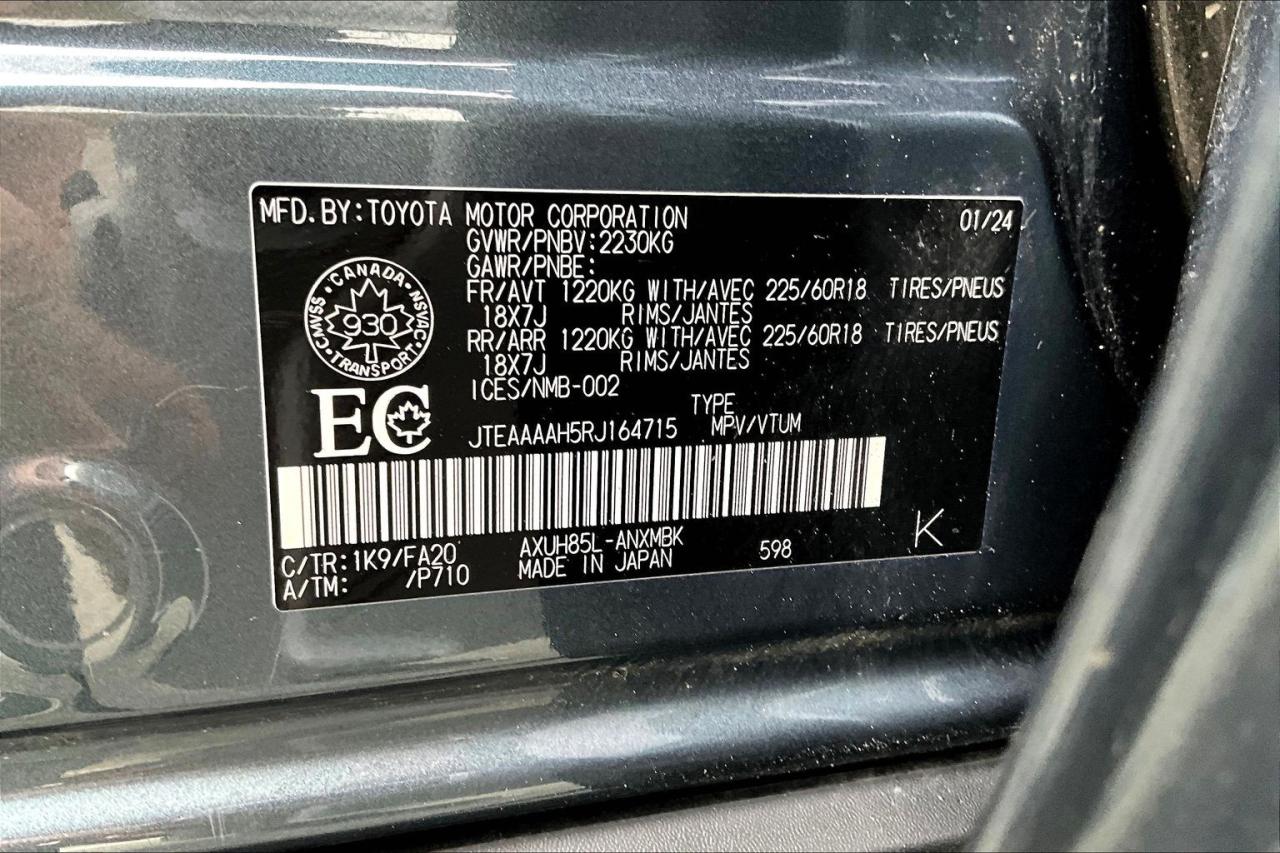 MFD. BY: TOYOTA MOTOR CORPORATION 01/24
GVWR/PNBV: 2230KG
GAWR/PNBE:
FR/AVT 1220KG WITH/AVEC 225/60R18 TIRES/PNEUS
18X7J RIMS/JANTES
RR/ARR 1220KG WITH/AVEC 225/60R18 TIRES/PNEUS
18X7J RIMS/JANTES
ICES/NMB-002
CANADA
CMVSS 930 NSVAC
TRANSPORT
EC
TYPE
JTEAAAAH5RJ164715 MPV/VTUM
C/TR: 1K9/FA20 AXUH85L-ANXMBK 598 K
A/TM: /P710 MADE IN JAPAN